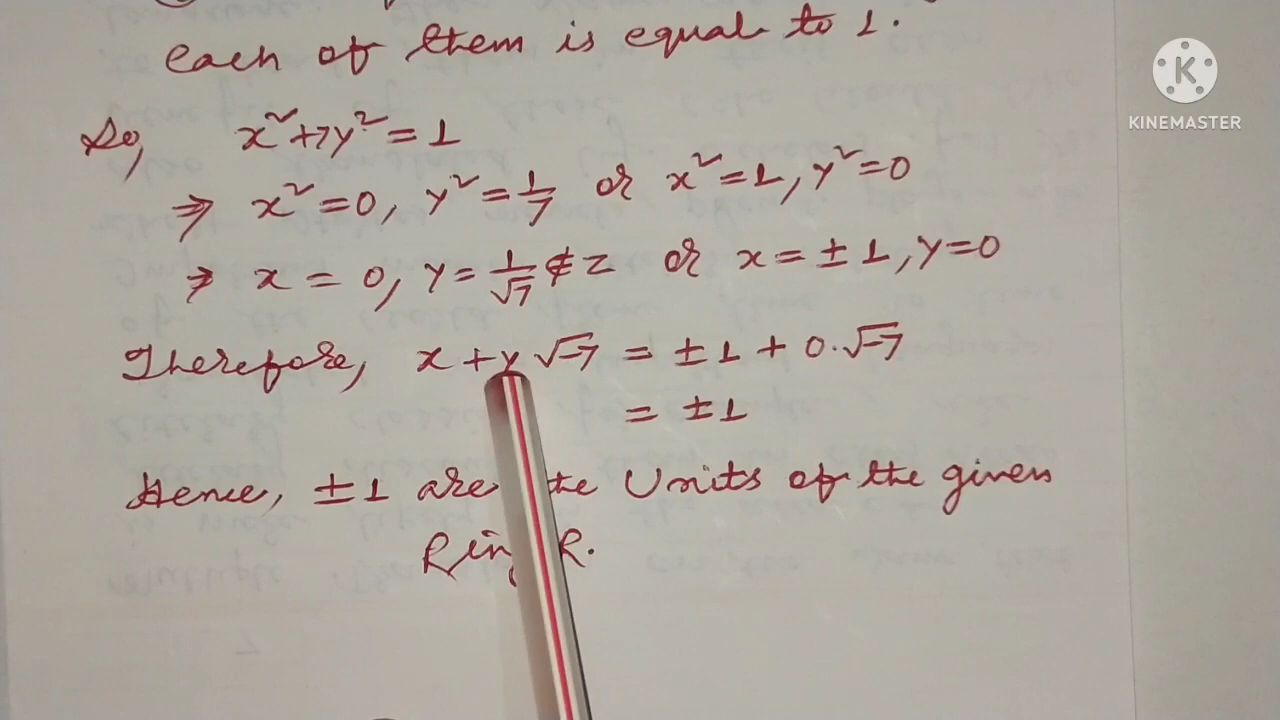 each of them is equal to 1.
So, x²+7y²=1
⇒ x²=0, y²=1/7 or x²=1, y²=0
⇒ x=0, y=1/√7 ∉ Z or x=±1, y=0
Therefore, x+y√-7 = ±1+0.√-7
= ±1
Hence, ±1 are the Units of the given
Ring R.
K
KINEMASTER